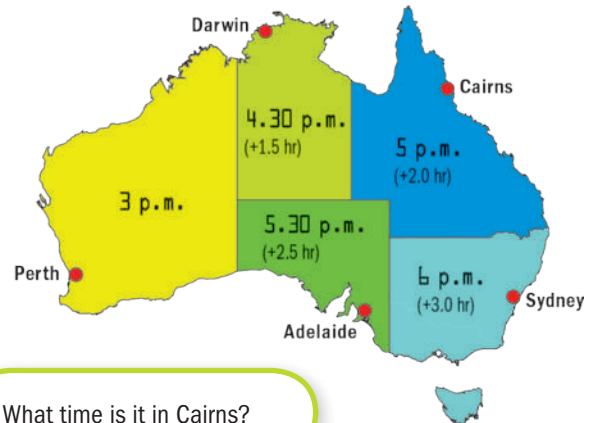 Darwin
Cairns
4.30 p.m.
(+1.5 hr)
5 p.m.
(+2.0 hr)
3 p.m.
5.30 p.m.
(+2.5 hr)
Perth
6 p.m.
(+3.0 hr)
Sydney
Adelaide
What time is it in Cairns?